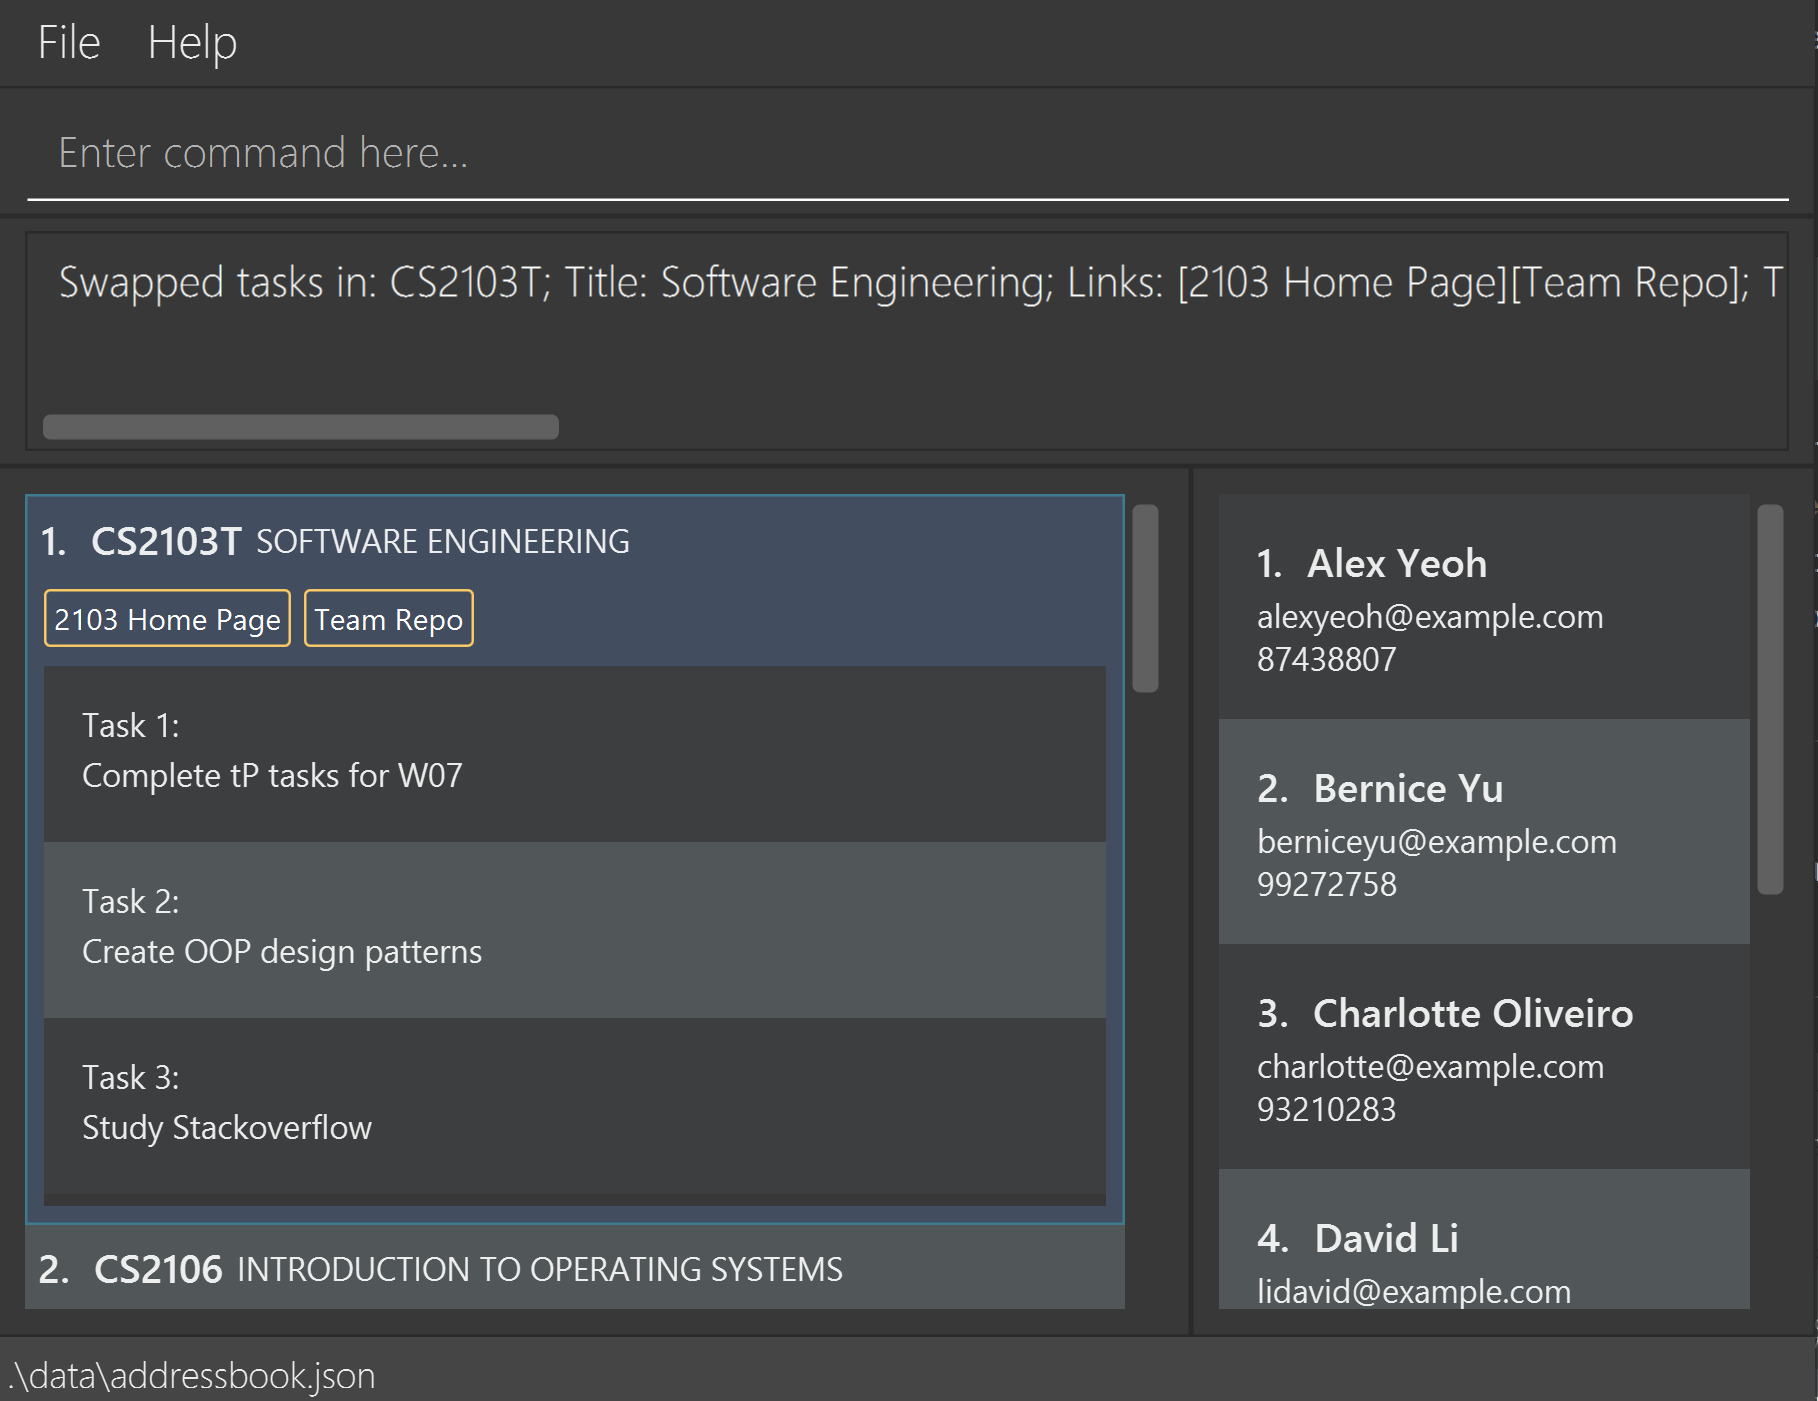 File Help
Enter command here...
Swapped tasks in: CS2103T; Title: Software Engineering; Links: [2103 Home Page][Team Repo]; T
1. CS2103T SOFTWARE ENGINEERING
2103 Home Page Team Repo
Task 1:
Complete tP tasks for W07
Task 2:
Create OOP design patterns
Task 3:
Study Stackoverflow
2. CS2106 INTRODUCTION TO OPERATING SYSTEMS
1. Alex Yeoh
alexyeoh@example.com
87438807
2. Bernice Yu
berniceyu@example.com
99272758
3. Charlotte Oliveiro
charlotte@example.com
93210283
4. David Li
lidavid@example.com
.\data\addressbook.json